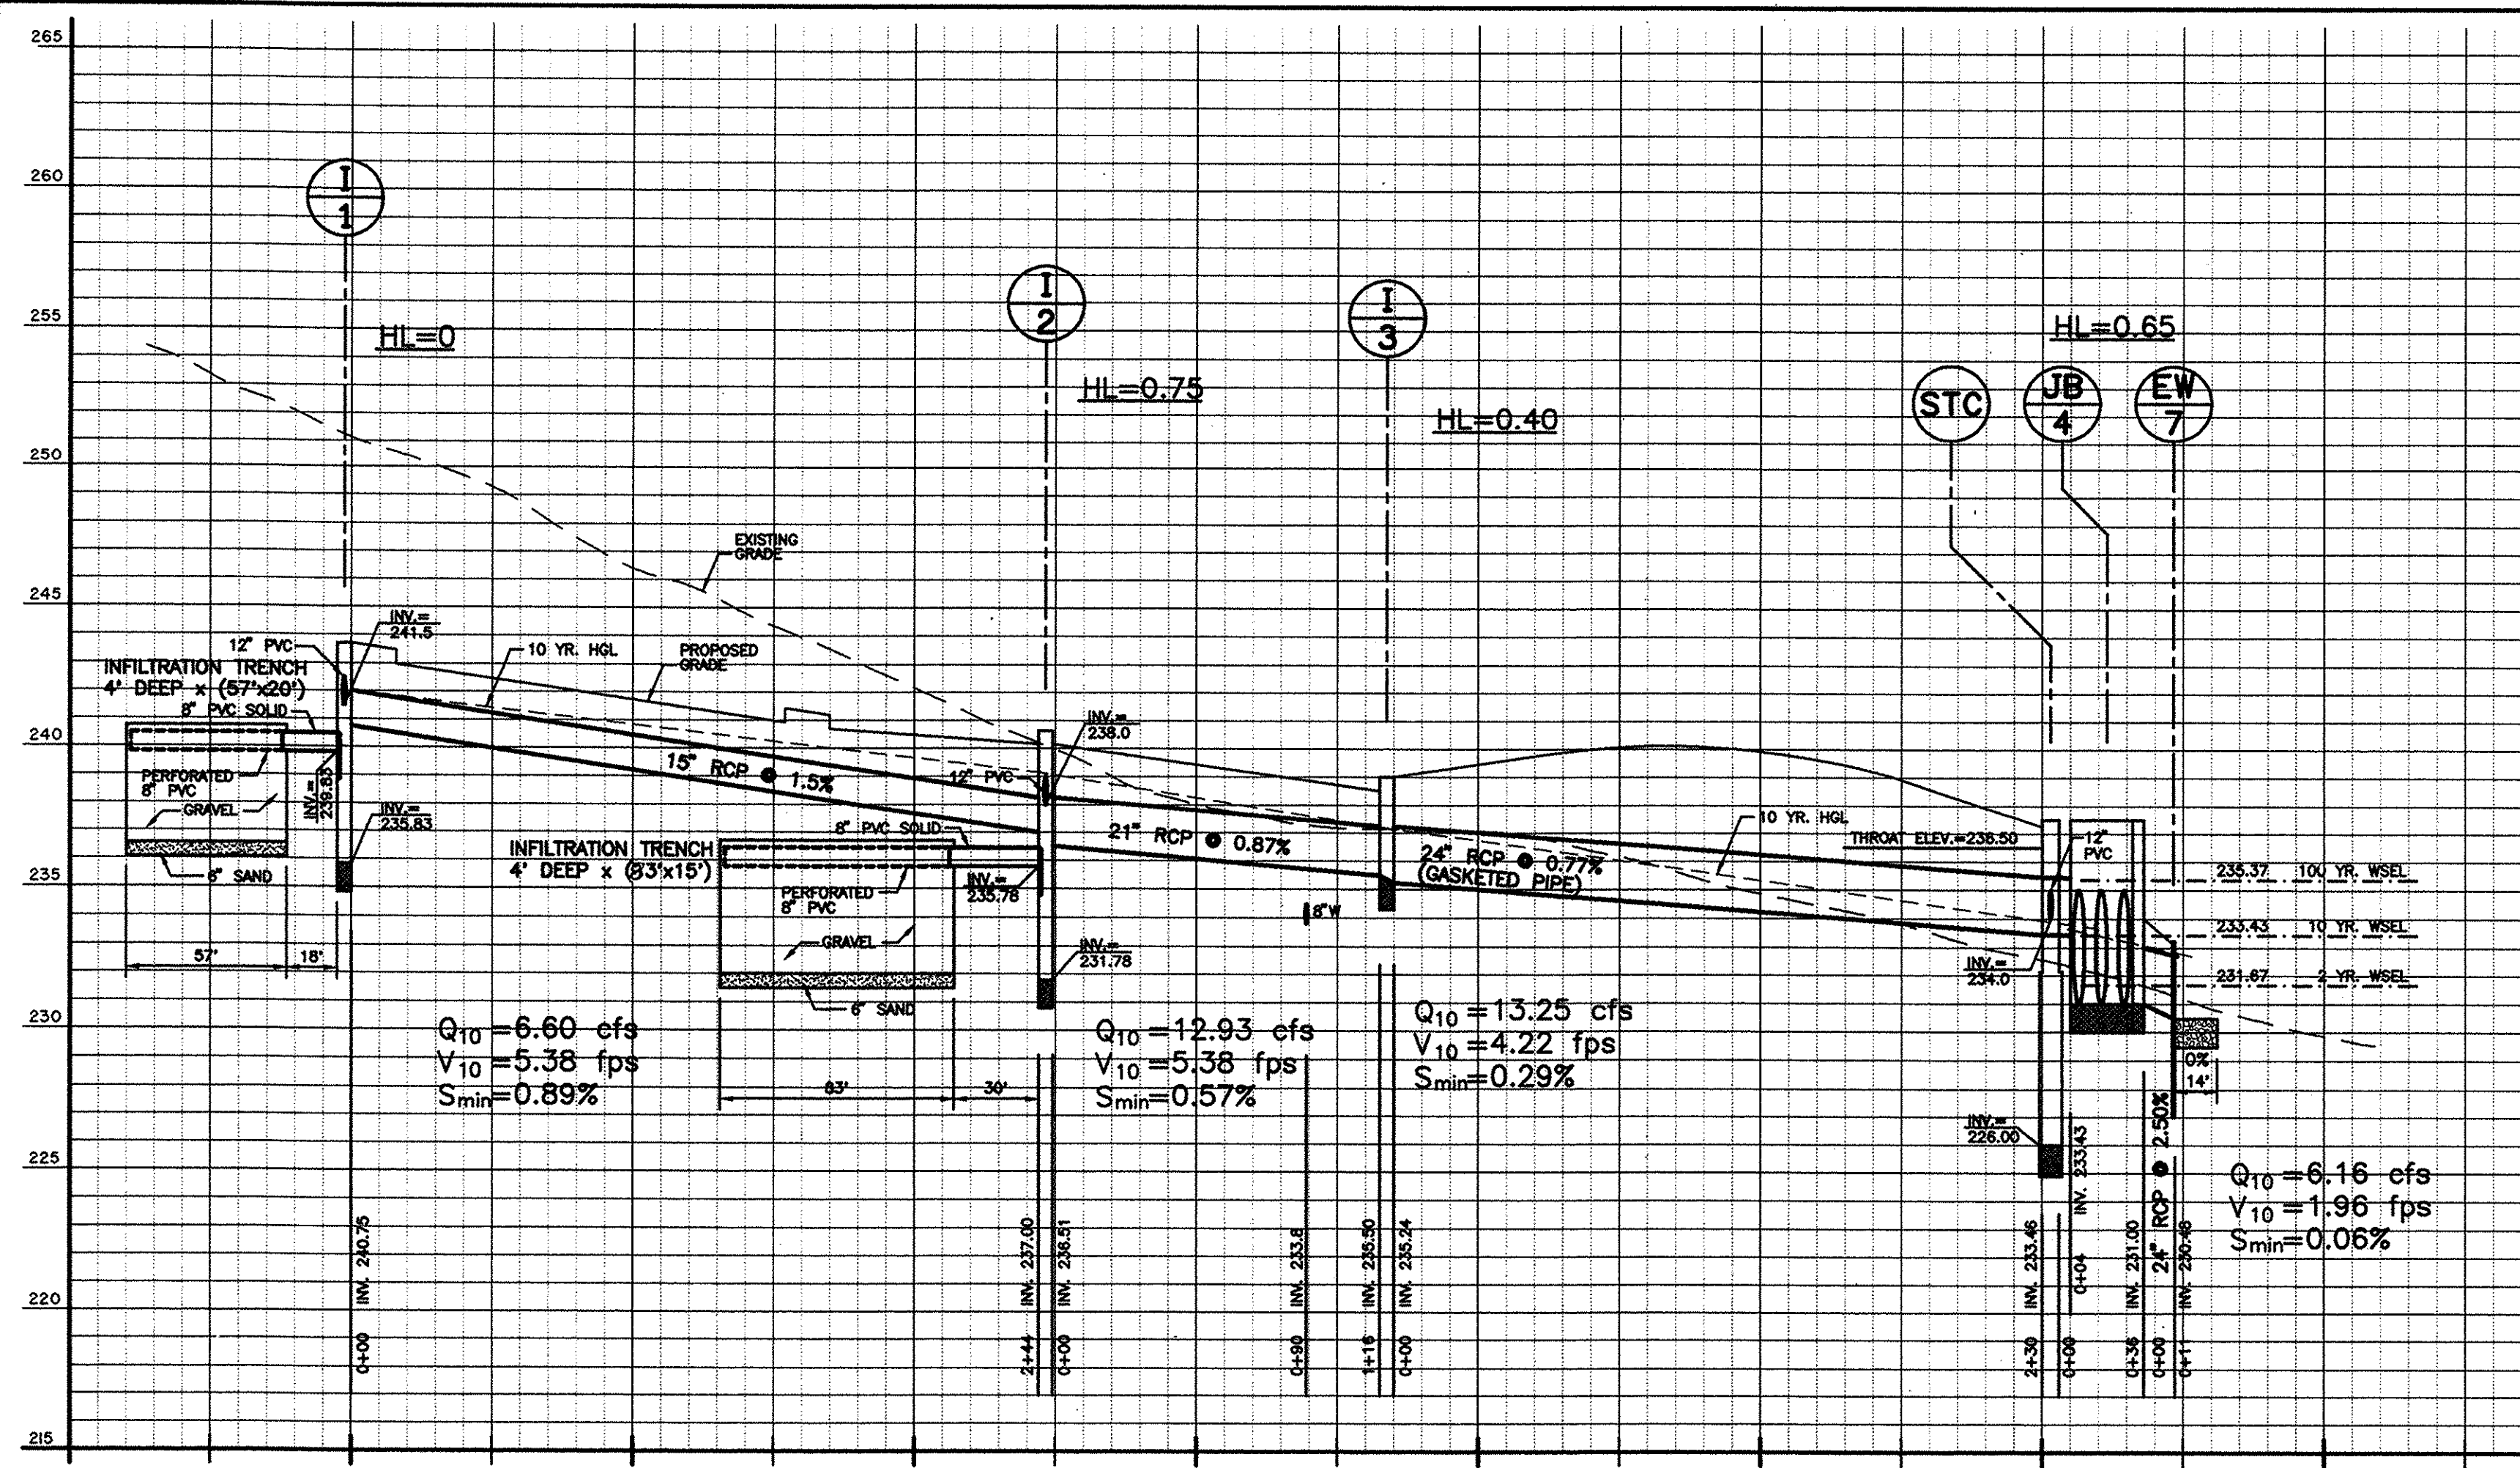 265
260
255
250
245
240
235
230
225
220
215
I
1
HL=0
I
2
HL=0.75
I
3
HL=0.40
HL=0.65
STC
JB
4
EW
7
EXISTING
GRADE
INV.=
241.5
12" PVC
10 YR. HGL
PROPOSED
GRADE
INFILTRATION TRENCH
4' DEEP x (57'x20')
8" PVC SOLID
PERFORATED
8" PVC
GRAVEL
INV.=
239.83
INV.=
235.83
6" SAND
57'
18'
15" RCP @ 1.5%
12" PVC
INV.=
238.0
8" PVC SOLID
INFILTRATION TRENCH
4' DEEP x (83'x15')
PERFORATED
8" PVC
INV.=
235.78
GRAVEL
INV.=
231.78
6" SAND
83'
30'
21" RCP @ 0.87%
8"W
24" RCP @ 0.77%
(GASKETED PIPE)
10 YR. HGL
THROAT ELEV.=236.50
12"
PVC
235.37 100 YR. WSEL
233.43 10 YR. WSEL
231.67 2 YR. WSEL
INV.=
234.0
INV.=
226.00
0%
14'
Q10=6.60 cfs
V10=5.38 fps
Smin=0.89%
Q10=12.93 cfs
V10=5.38 fps
Smin=0.57%
Q10=13.25 cfs
V10=4.22 fps
Smin=0.29%
Q10=6.16 cfs
V10=1.96 fps
Smin=0.06%
0+00 INV. 240.75
2+44 INV. 237.00
0+00 INV. 236.51
0+90 INV. 233.8
1+16 INV. 235.50
0+00 INV. 235.24
2+30 INV. 233.46
0+00
0+04 INV. 233.43
0+36 INV. 231.00
0+00 24" RCP @ 2.50%
0+11 INV. 230.48